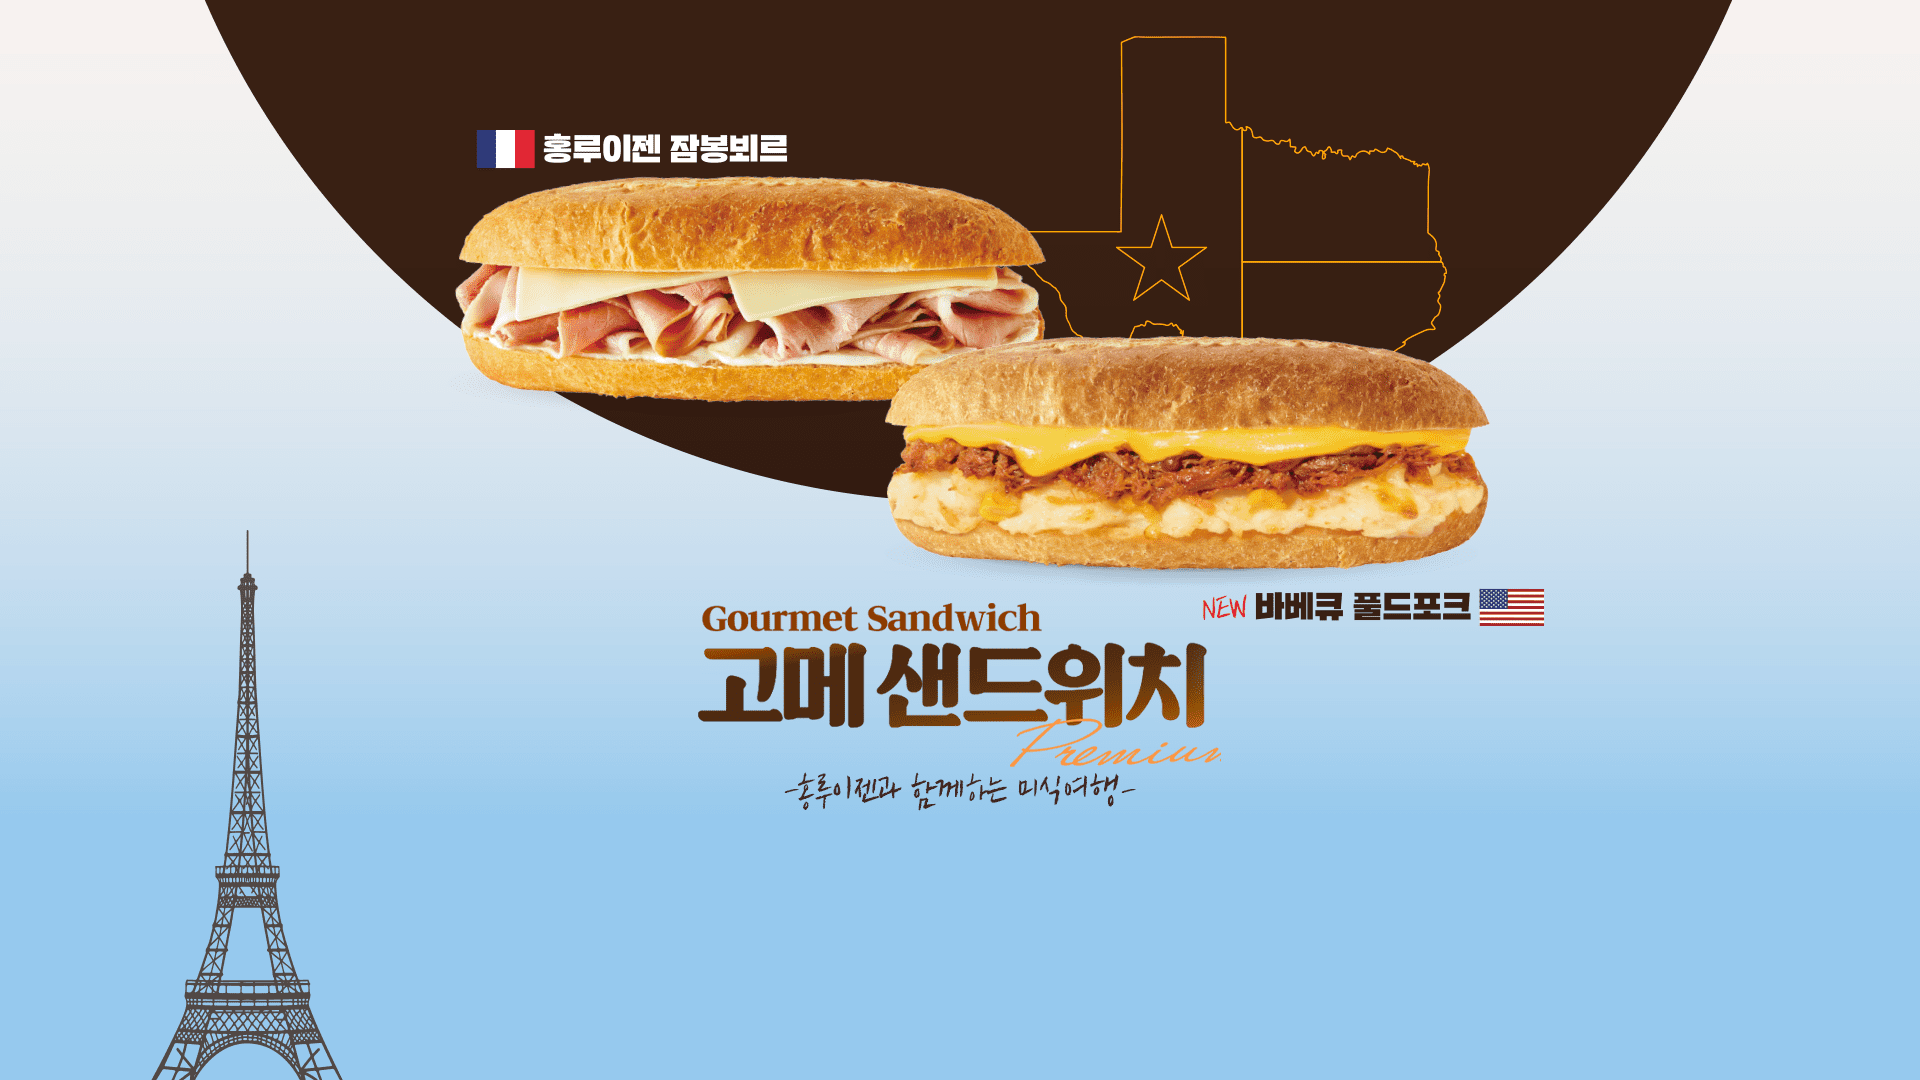 홍루이젠 잠봉뵈르
NEW 바베큐 풀드포크
Gourmet Sandwich
고메 샌드위치
Premium
-홍루이젠과 함께하는 미식여행-